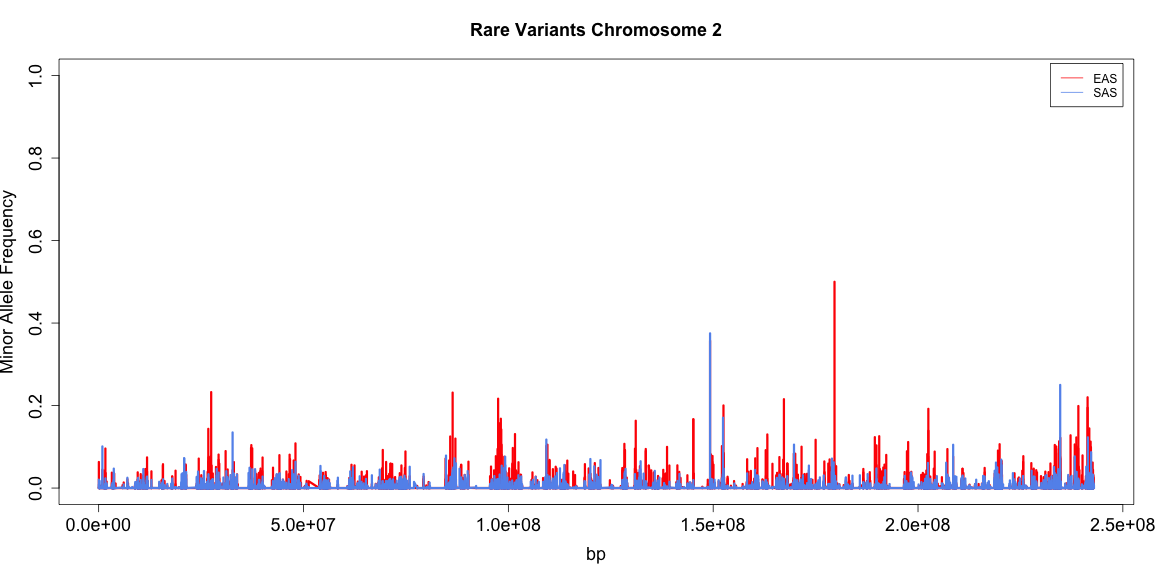 Rare Variants Chromosome 2
EAS
SAS
Minor Allele Frequency
1.0
0.8
0.6
0.4
0.2
0.0
0.0e+00 5.0e+07 1.0e+08 1.5e+08 2.0e+08 2.5e+08
bp